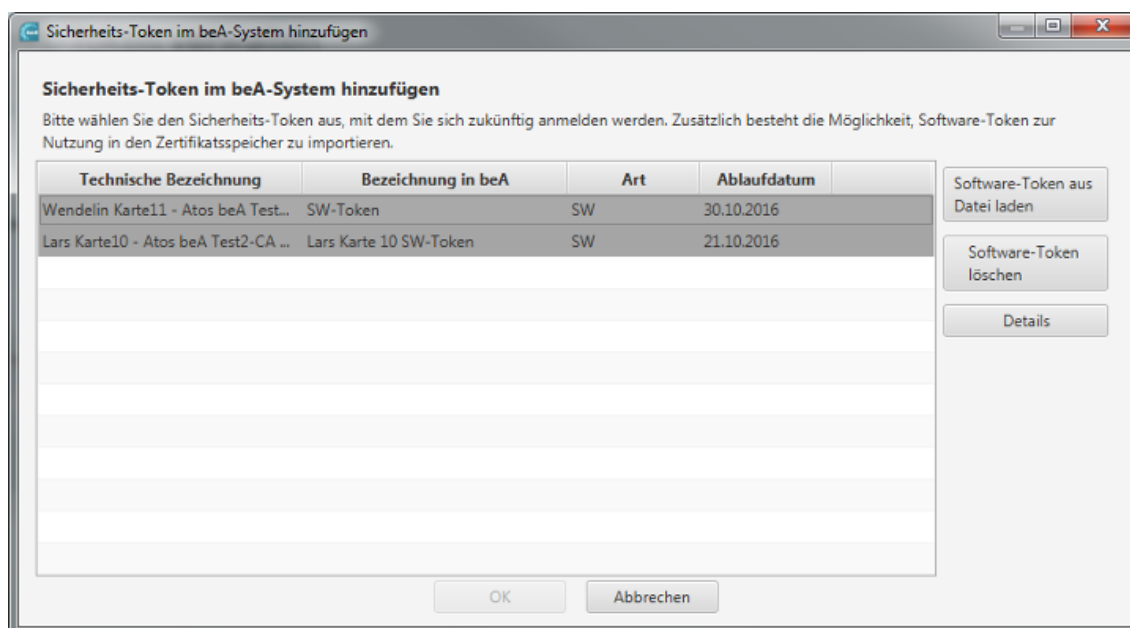 Sicherheits-Token im beA-System hinzufügen
Sicherheits-Token im beA-System hinzufügen
Bitte wählen Sie den Sicherheits-Token aus, mit dem Sie sich zukünftig anmelden werden. Zusätzlich besteht die Möglichkeit, Software-Token zur
Nutzung in den Zertifikatsspeicher zu importieren.
Technische Bezeichnung Bezeichnung in beA Art Ablaufdatum
Wendelin Karte11 - Atos beA Test... SW-Token SW 30.10.2016
Lars Karte10 - Atos beA Test2-CA ... Lars Karte 10 SW-Token SW 21.10.2016
Software-Token aus
Datei laden
Software-Token
löschen
Details
OK Abbrechen